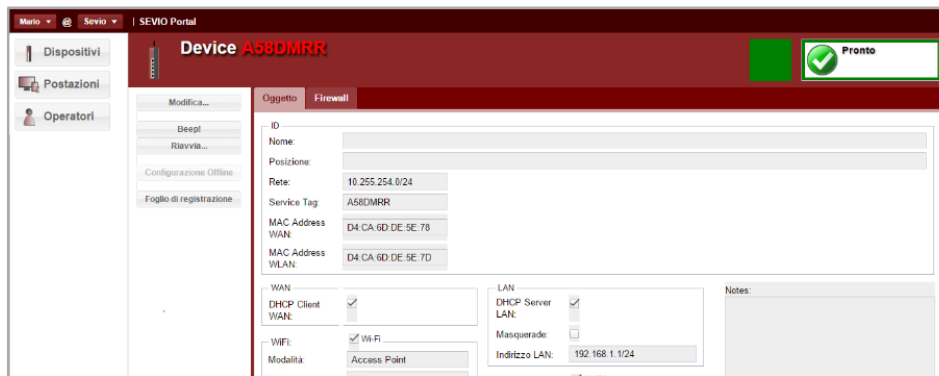 Mario @ Sevio | SEVIO Portal
Dispositivi
Postazioni
Operatori
Device A58DMRR
Pronto
Modifica...
Beep!
Riavvia...
Configurazione Offline
Foglio di registrazione
Oggetto Firewall
ID
Nome:
Posizione:
Rete: 10.255.254.0/24
Service Tag: A58DMRR
MAC Address WAN: D4:CA:6D:DE:5E:78
MAC Address WLAN: D4:CA:6D:DE:5E:7D
WAN
DHCP Client WAN:
WiFi: Wi-Fi
Modalità: Access Point
LAN
DHCP Server LAN:
Masquerade:
Indirizzo LAN: 192.168.1.1/24
Notes: